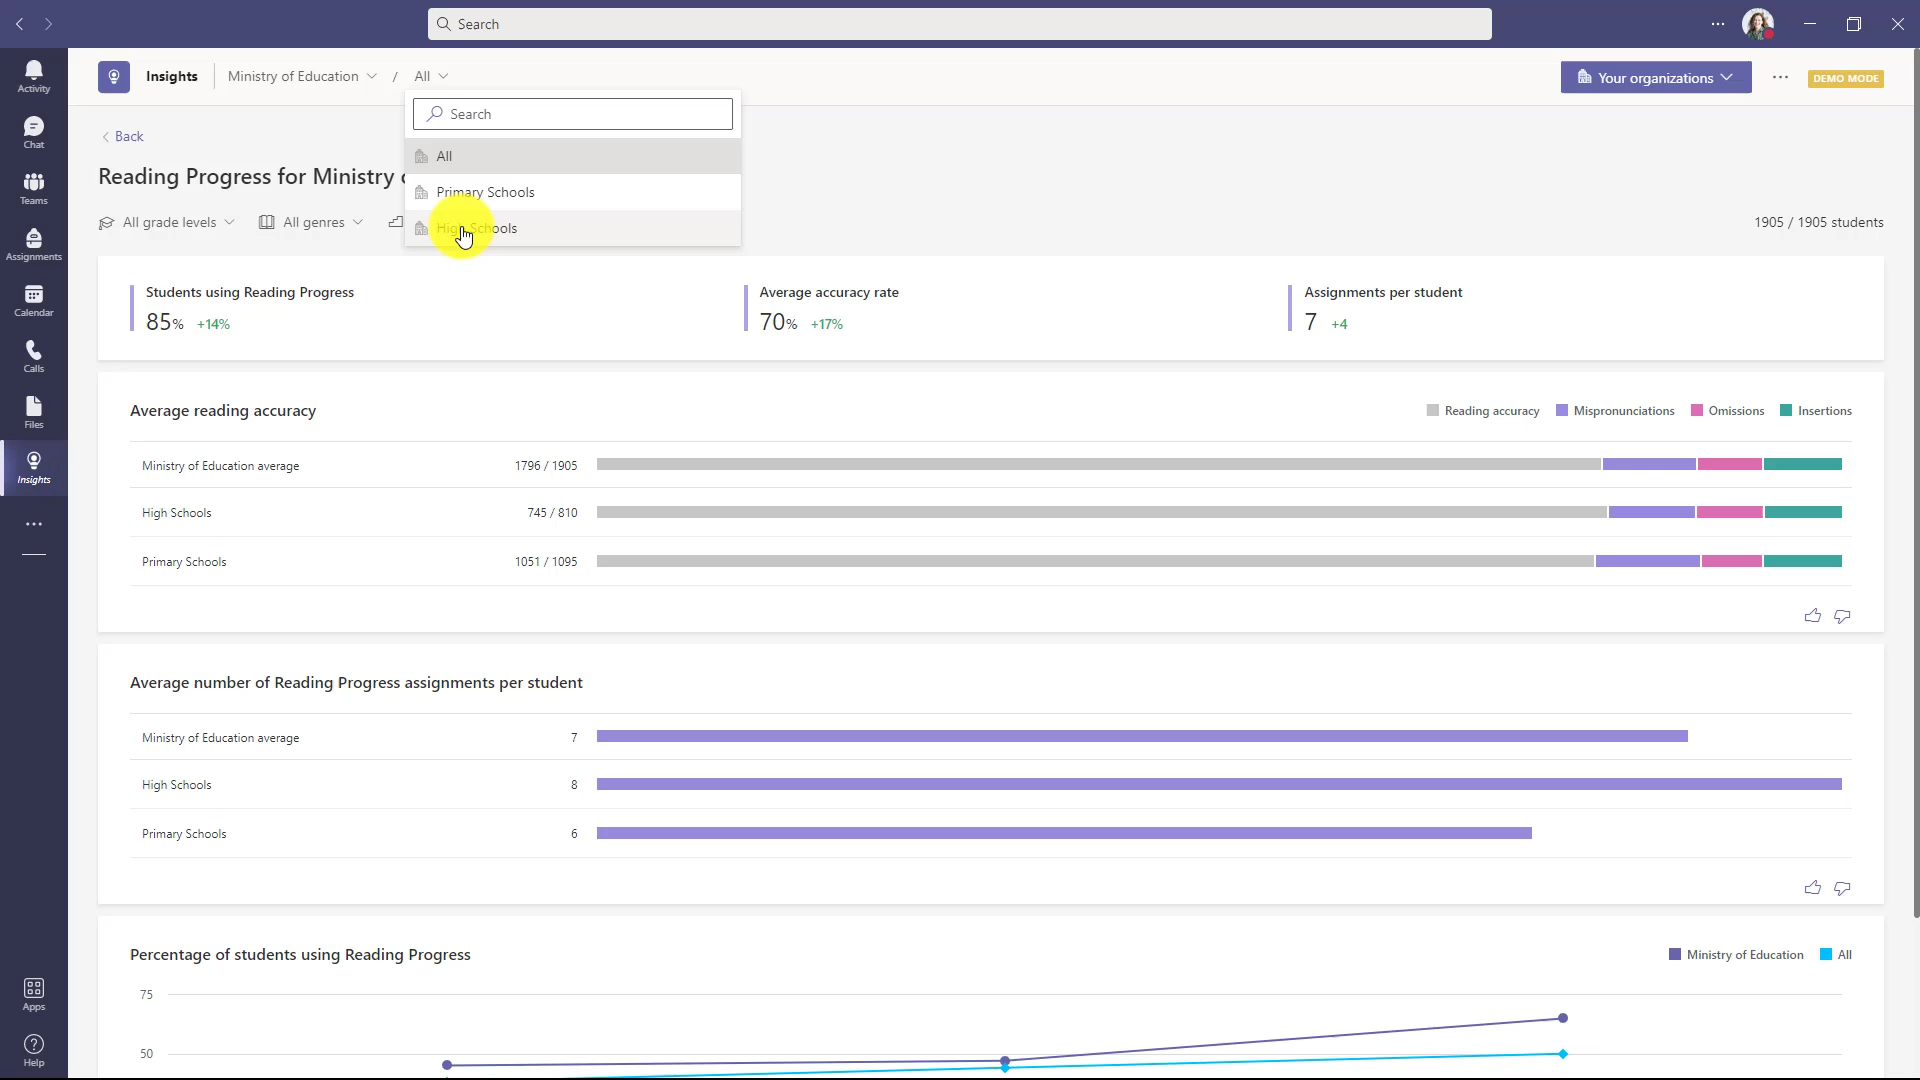 Search
Activity
Chat
Teams
Assignments
Calendar
Calls
Files
Insights
Apps
Help
Insights
Ministry of Education / All
Your organizations
DEMO MODE
Search
All
Primary Schools
High Schools
Back
Reading Progress for Ministry
All grade levels
All genres
1905 / 1905 students
Students using Reading Progress
85% +14%
Average accuracy rate
70% +17%
Assignments per student
7 +4
Average reading accuracy
Reading accuracy Mispronunciations Omissions Insertions
Ministry of Education average 1796 / 1905
High Schools 745 / 810
Primary Schools 1051 / 1095
Average number of Reading Progress assignments per student
Ministry of Education average 7
High Schools 8
Primary Schools 6
Percentage of students using Reading Progress
Ministry of Education All
75
50